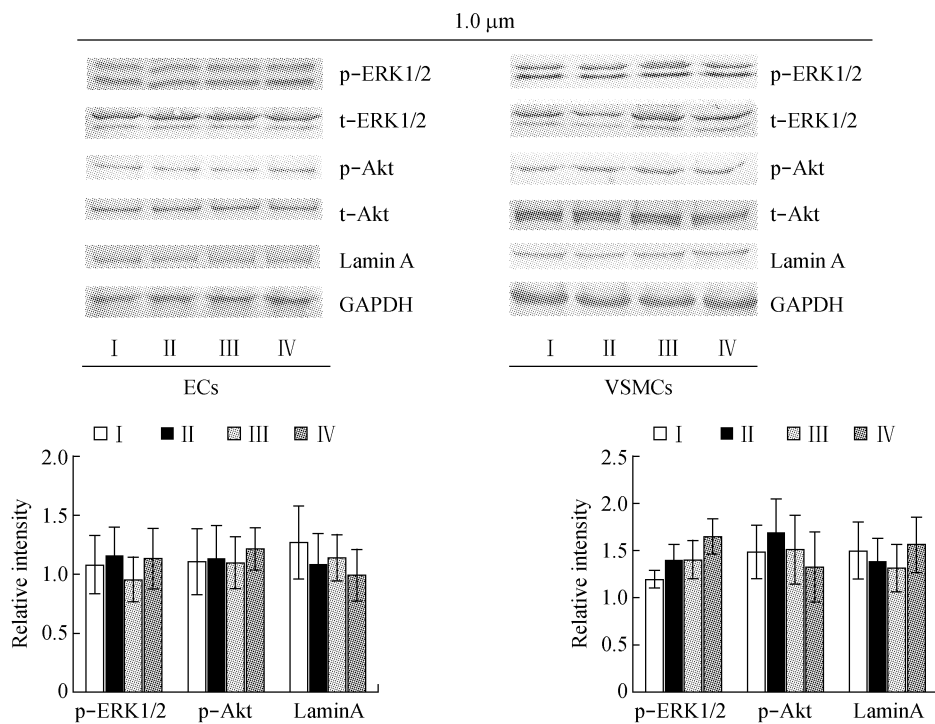 1.0 μm
p-ERK1/2
t-ERK1/2
p-Akt
t-Akt
Lamin A
GAPDH
Ⅰ Ⅱ Ⅲ Ⅳ
ECs
p-ERK1/2
t-ERK1/2
p-Akt
t-Akt
Lamin A
GAPDH
Ⅰ Ⅱ Ⅲ Ⅳ
VSMCs
Ⅰ Ⅱ Ⅲ Ⅳ
Relative intensity
2.0
1.5
1.0
0.5
0
p-ERK1/2 p-Akt LaminA
Ⅰ Ⅱ Ⅲ Ⅳ
Relative intensity
2.5
2.0
1.5
1.0
0.5
0
p-ERK1/2 p-Akt LaminA